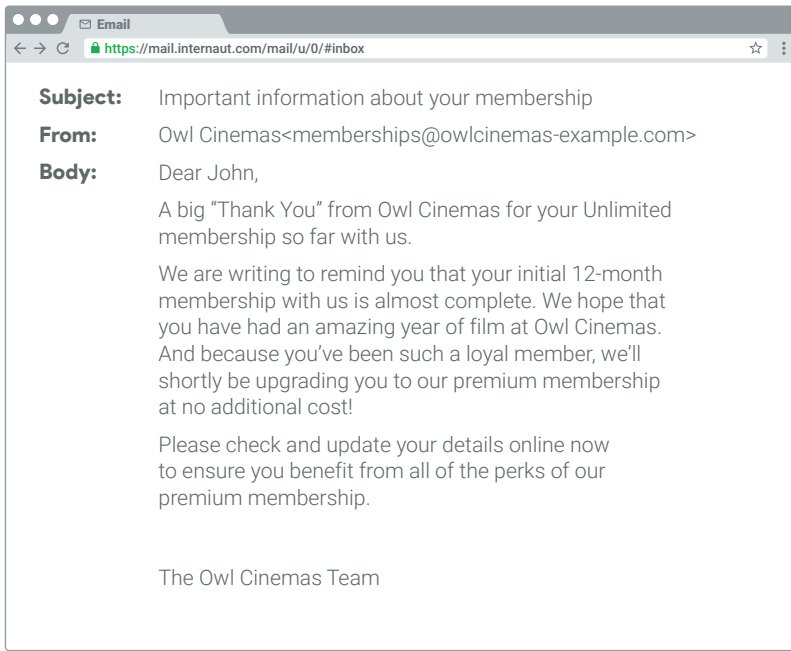 Email
https://mail.internaut.com/mail/u/0/#inbox
Subject: Important information about your membership
From: Owl Cinemas<memberships@owlcinemas-example.com>
Body: Dear John,
A big “Thank You” from Owl Cinemas for your Unlimited
membership so far with us.
We are writing to remind you that your initial 12-month
membership with us is almost complete. We hope that
you have had an amazing year of film at Owl Cinemas.
And because you’ve been such a loyal member, we’ll
shortly be upgrading you to our premium membership
at no additional cost!
Please check and update your details online now
to ensure you benefit from all of the perks of our
premium membership.
The Owl Cinemas Team